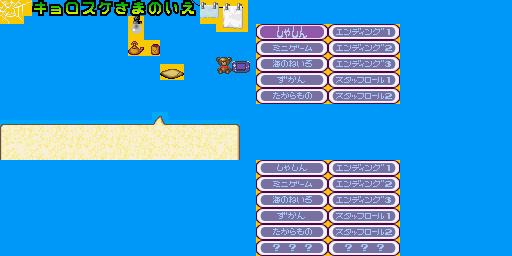 キョロスケさまのいえ
しゃしん エンディング1
ミニゲーム エンディング2
海のねいろ エンディング3
ずかん スタッフロール1
たからもの スタッフロール2
しゃしん エンディング1
ミニゲーム エンディング2
海のねいろ エンディング3
ずかん スタッフロール1
たからもの スタッフロール2
？？？ ？？？